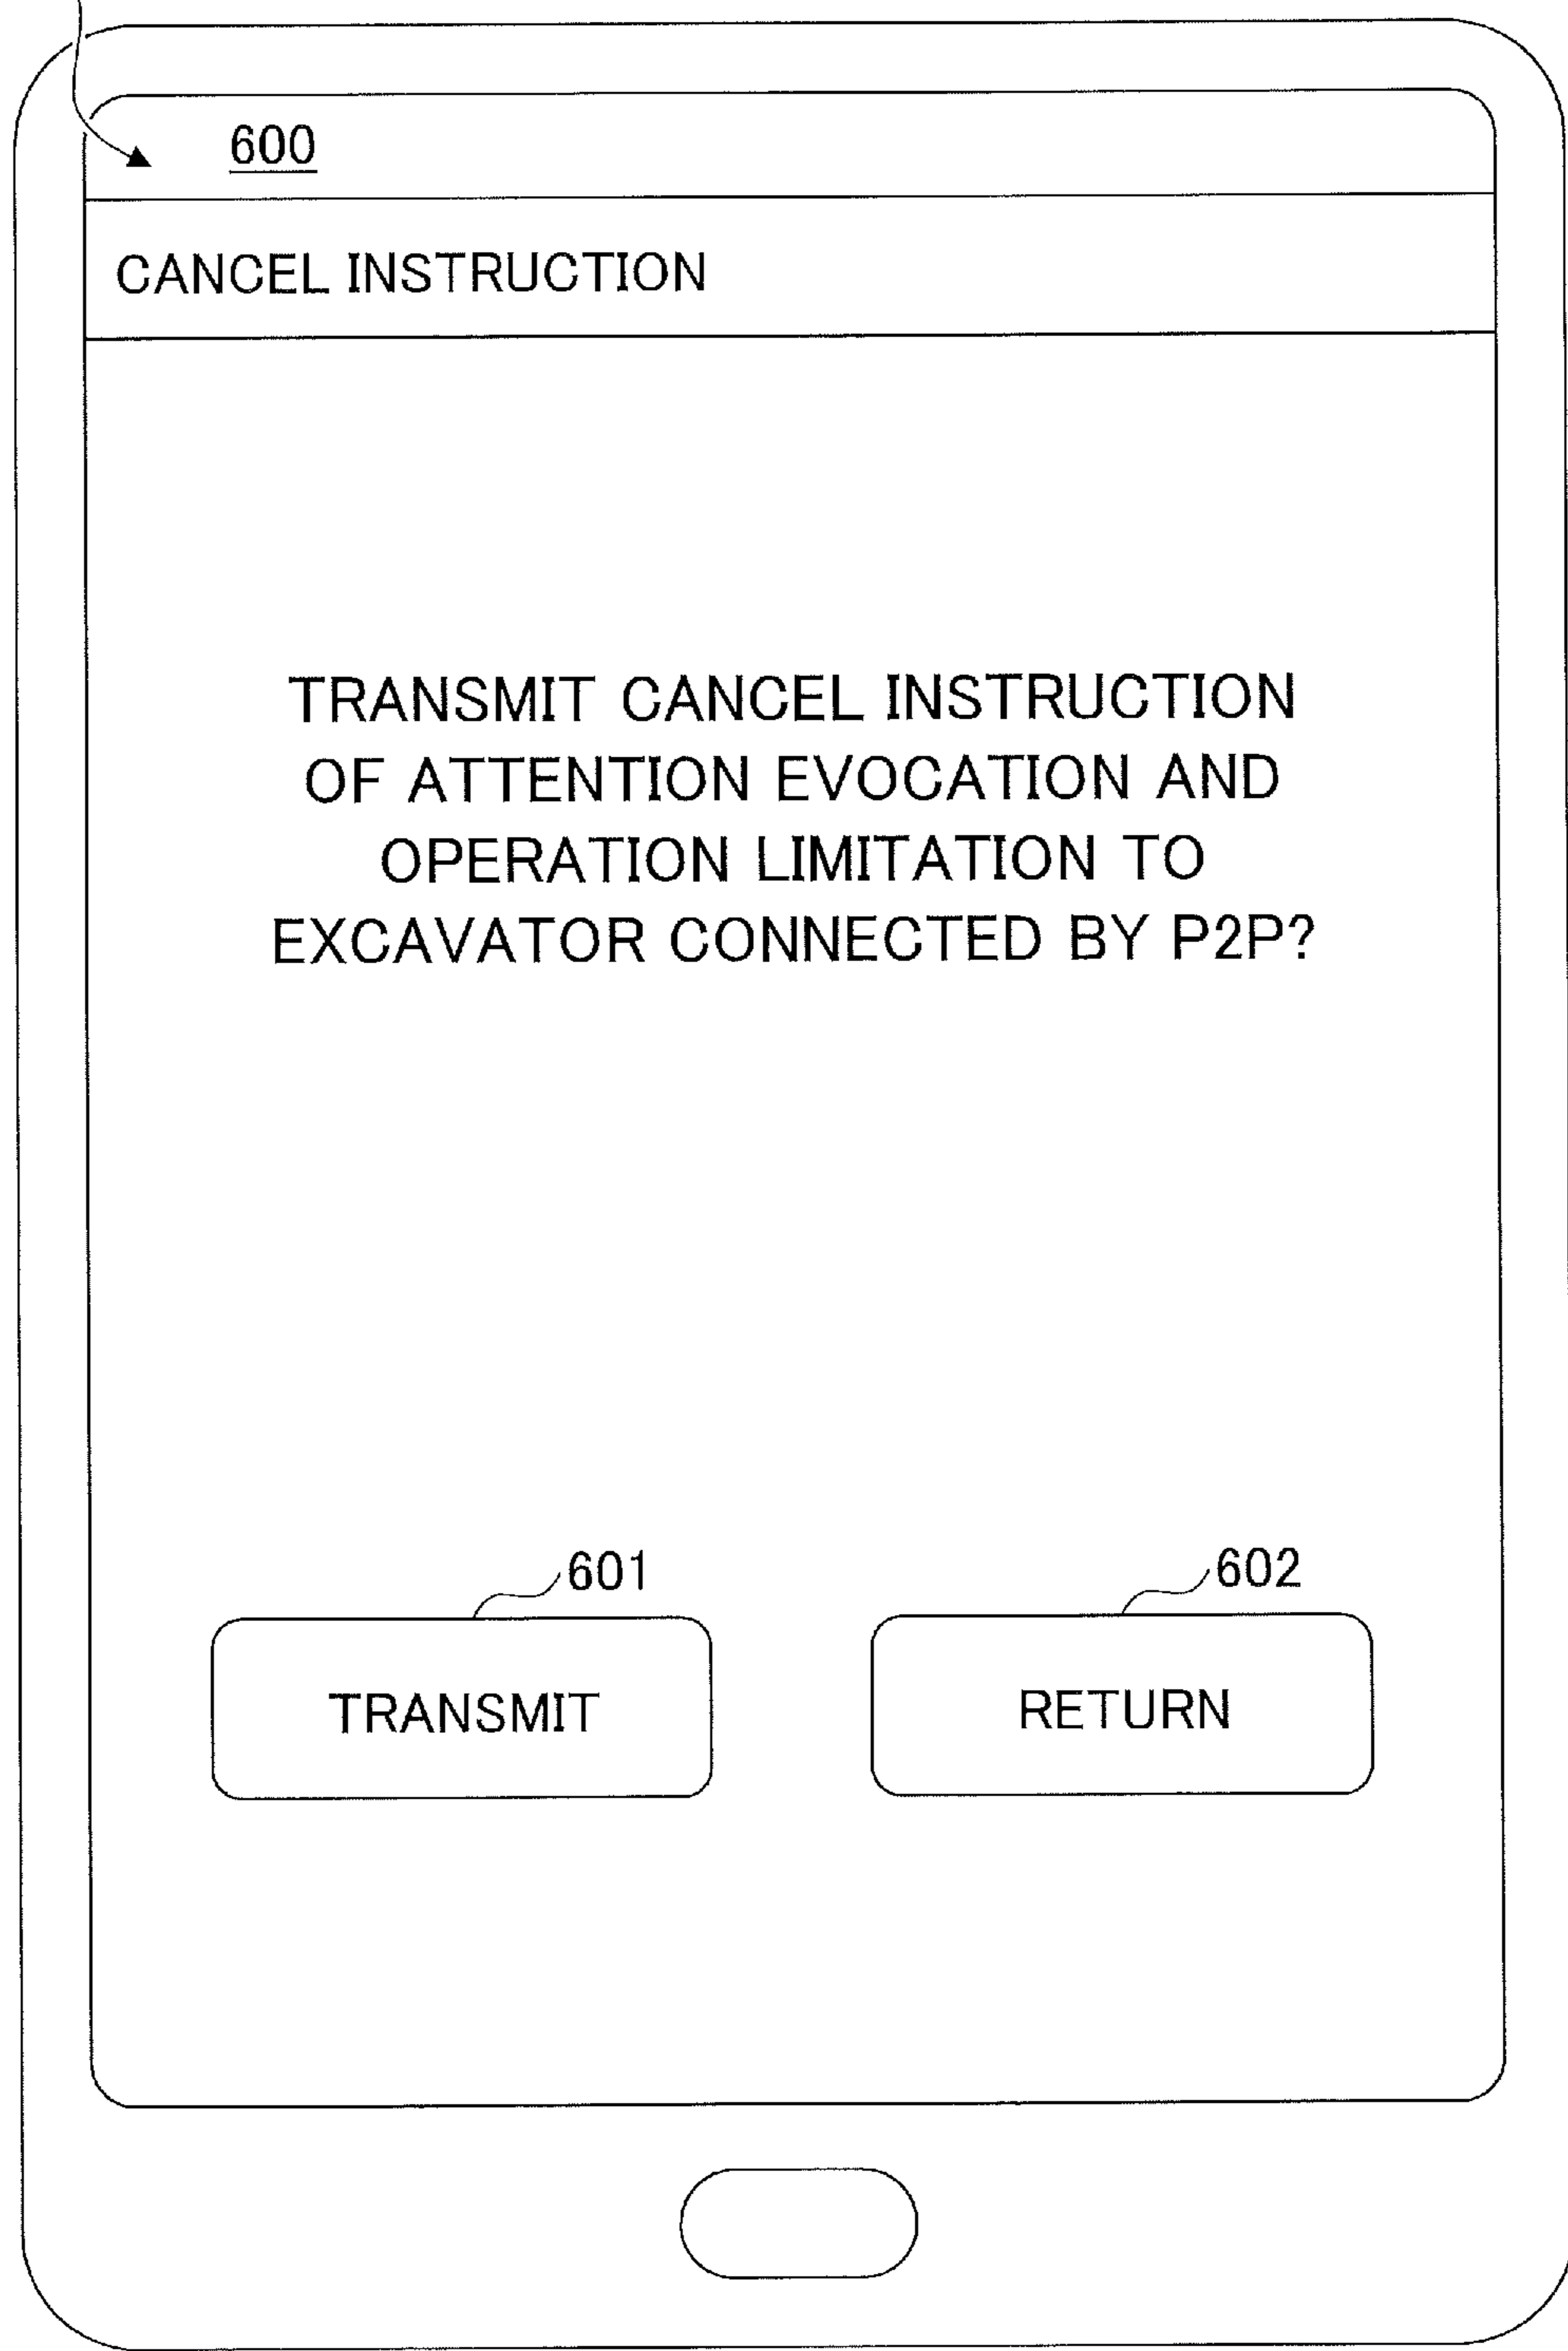 600
CANCEL INSTRUCTION
TRANSMIT CANCEL INSTRUCTION
OF ATTENTION EVOCATION AND
OPERATION LIMITATION TO
EXCAVATOR CONNECTED BY P2P?
601
602
TRANSMIT
RETURN